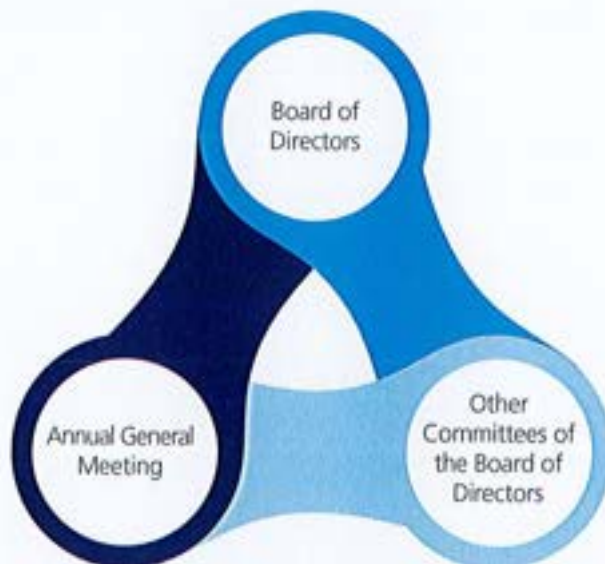 Board of
Directors
Annual General
Meeting
Other
Committees of
the Board of
Directors